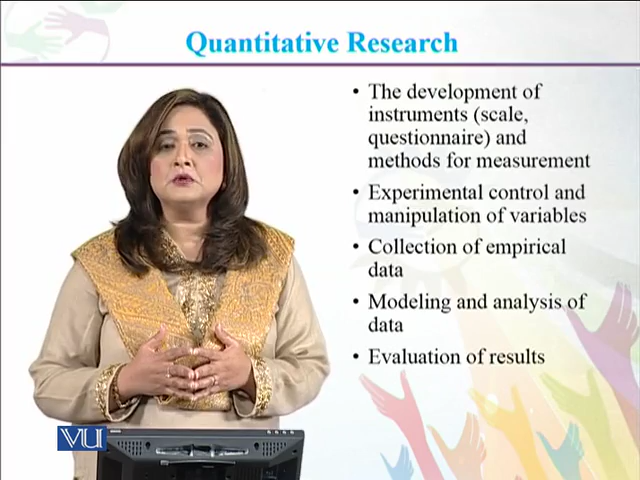 Quantitative Research
• The development of
instruments (scale,
questionnaire) and
methods for measurement
• Experimental control and
manipulation of variables
• Collection of empirical
data
• Modeling and analysis of
data
• Evaluation of results
VU